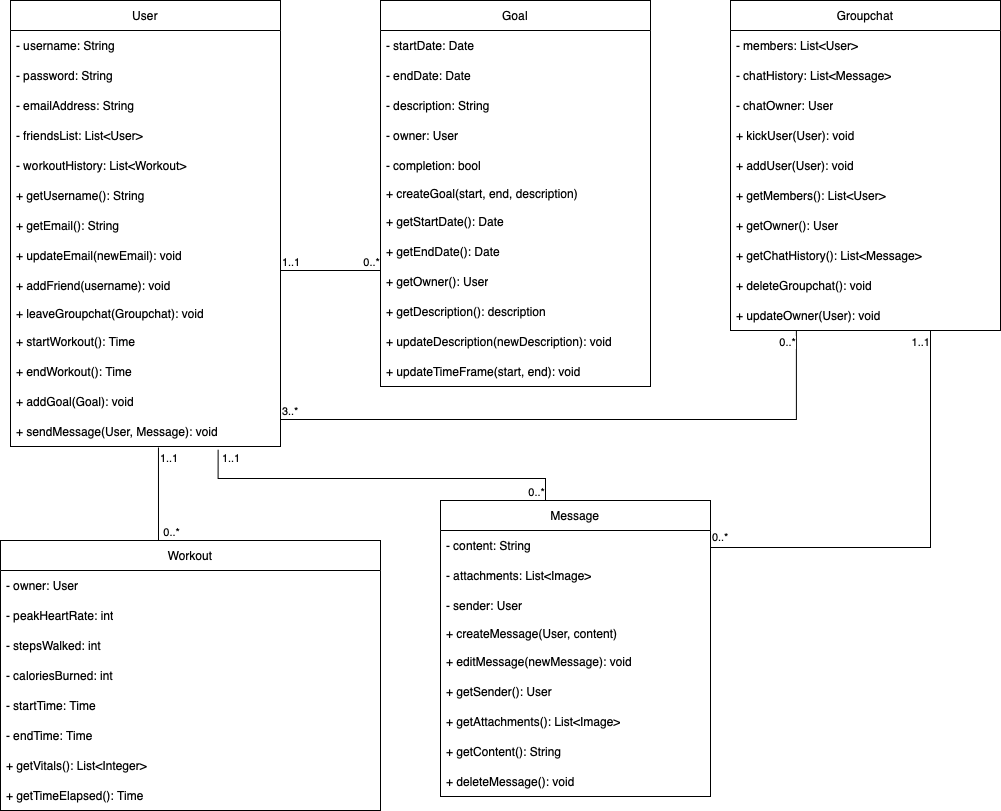 User
- username: String
- password: String
- emailAddress: String
- friendsList: List<User>
- workoutHistory: List<Workout>
+ getUsername(): String
+ getEmail(): String
+ updateEmail(newEmail): void
+ addFriend(username): void
+ leaveGroupchat(Groupchat): void
+ startWorkout(): Time
+ endWorkout(): Time
+ addGoal(Goal): void
+ sendMessage(User, Message): void
1..1
0..*
Goal
- startDate: Date
- endDate: Date
- description: String
- owner: User
- completion: bool
+ createGoal(start, end, description)
+ getStartDate(): Date
+ getEndDate(): Date
+ getOwner(): User
+ getDescription(): description
+ updateDescription(newDescription): void
+ updateTimeFrame(start, end): void
Groupchat
- members: List<User>
- chatHistory: List<Message>
- chatOwner: User
+ kickUser(User): void
+ addUser(User): void
+ getMembers(): List<User>
+ getOwner(): User
+ getChatHistory(): List<Message>
+ deleteGroupchat(): void
+ updateOwner(User): void
0..*
1..1
3..*
1..1
1..1
0..*
0..*
0..*
Workout
- owner: User
- peakHeartRate: int
- stepsWalked: int
- caloriesBurned: int
- startTime: Time
- endTime: Time
+ getVitals(): List<Integer>
+ getTimeElapsed(): Time
Message
- content: String
- attachments: List<Image>
- sender: User
+ createMessage(User, content)
+ editMessage(newMessage): void
+ getSender(): User
+ getAttachments(): List<Image>
+ getContent(): String
+ deleteMessage(): void